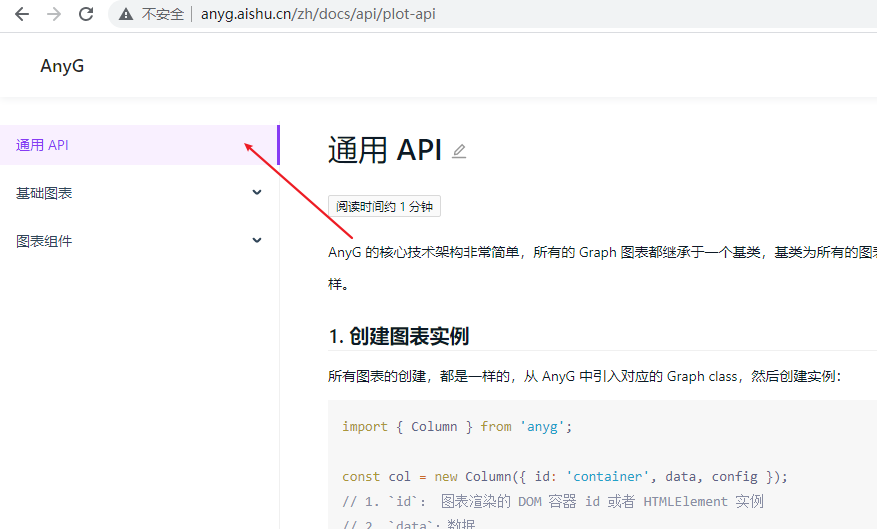 不安全 anyg.aishu.cn/zh/docs/api/plot-api
AnyG
通用 API
基础图表
图表组件
通用 API
阅读时间约 1 分钟
AnyG 的核心技术架构非常简单，所有的 Graph 图表都继承于一个基类，基类为所有的图表
样。
1. 创建图表实例
所有图表的创建，都是一样的，从 AnyG 中引入对应的 Graph class，然后创建实例：
import { Column } from 'anyg';
const col = new Column({ id: 'container', data, config });
// 1. `id`： 图表渲染的 DOM 容器 id 或者 HTMLElement 实例
// 2. `data`：数据